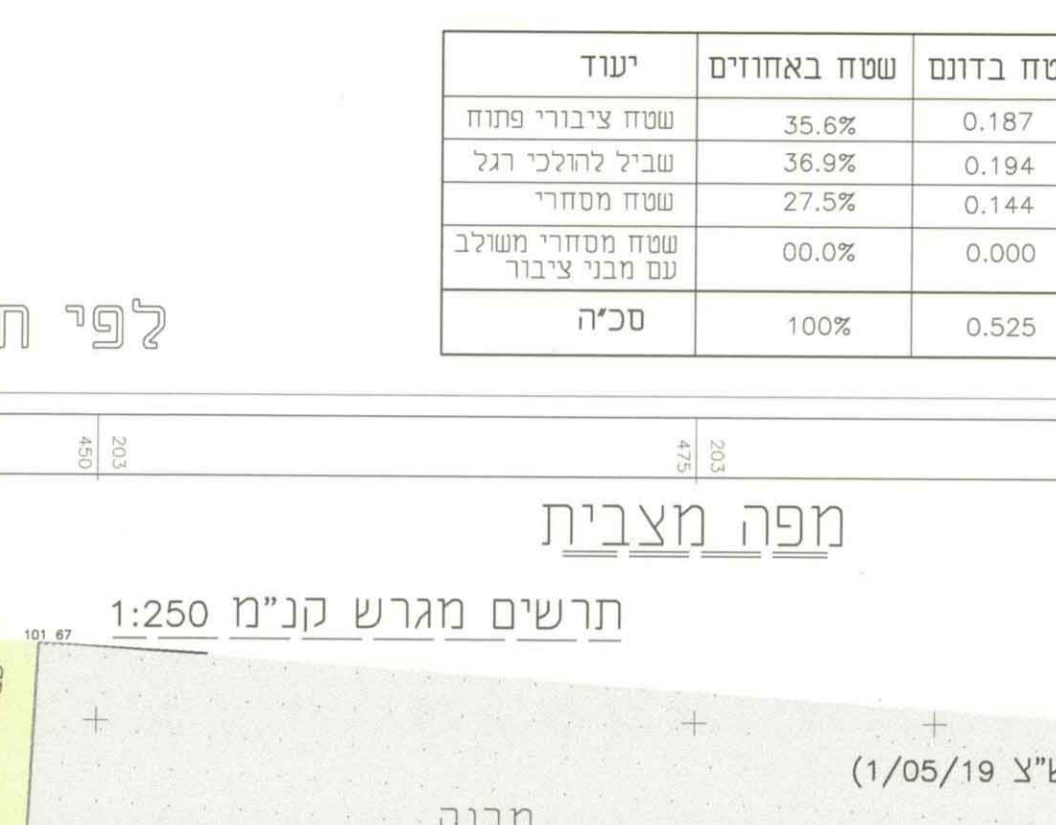 יעוד שטח באחוזים בדונם
שטח ציבורי פתוח 35.6% 0.187
שביל להולכי רגל 36.9% 0.194
שטח מסחרי 27.5% 0.144
שטח מסחרי משולב
עם מבני ציבור 00.0% 0.000
סכ"ה 100% 0.525
לפי
450 203 475 203
מפה מצבית
תרשים מגרש קנ"מ 1:250
101 67
(1/05/19
מבנה